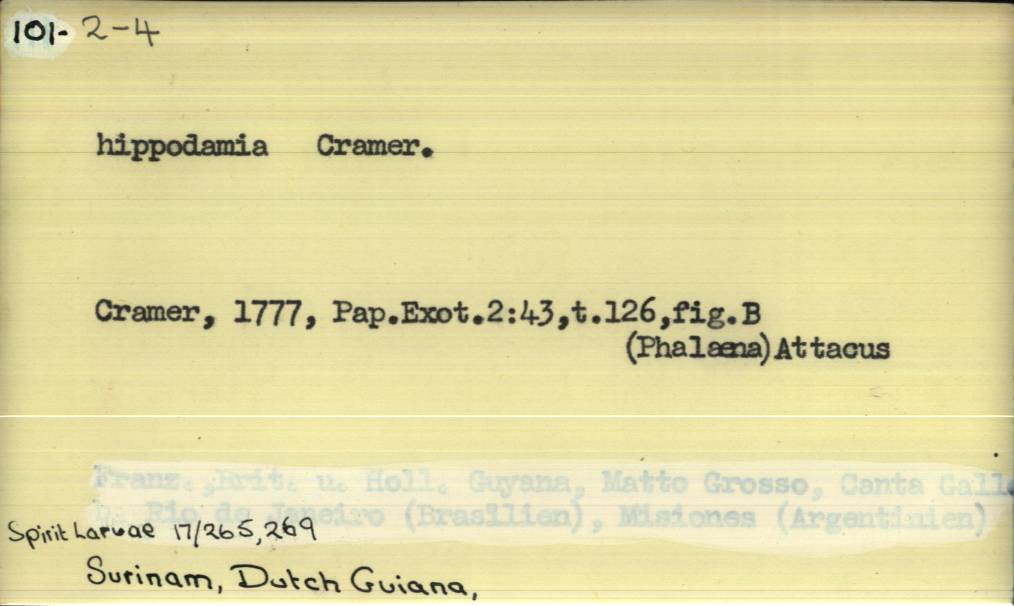 101- 2-4
hippodamia Cramer.
Cramer, 1777, Pap.Exot.2:43,t.126,fig.B
(Phalæna)Attacus
Franz. ,Brit. u. Holl. Guyana, Matto Grosso, Canta Gallo
Rio de Janeiro (Brasilien), Misiones (Argentinien)
Spirit Larvae 17/265,269
Surinam, Dutch Guiana,